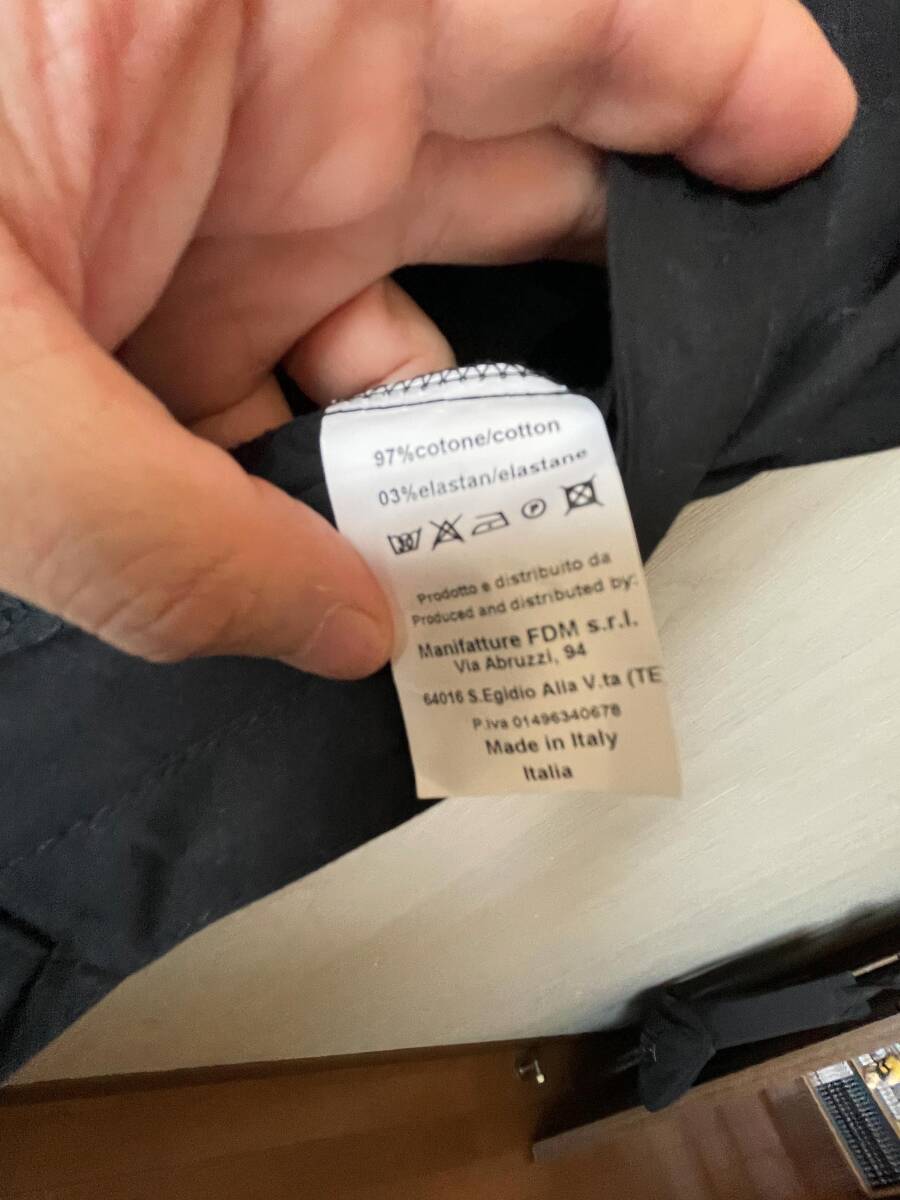 97%cotone/cotton
03%elastan/elastane
P
Prodotto e distribuito da
Produced and distributed by:
Manifatture FDM s.r.l.
Via Abruzzi, 94
64016 S.Egidio Alla V.ta (TE
P.iva 01496340678
Made in Italy
Italia